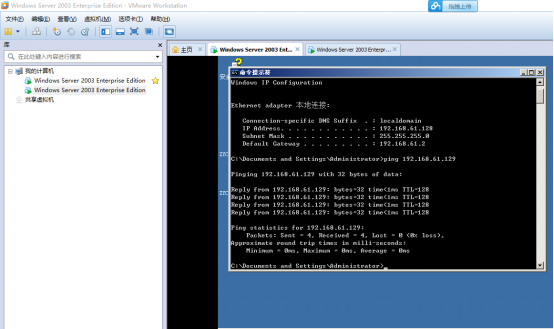 Windows Server 2003 Enterprise Edition - VMware Workstation
拖拽上传
文件(F) 编辑(E) 查看(V) 虚拟机(M) 选项卡(T) 帮助(H)
库
在此处键入内容进行搜索
我的计算机
Windows Server 2003 Enterprise Edition
Windows Server 2003 Enterprise Edition
共享虚拟机
主页
Windows Server 2003 Ent...
Windows Server 2003 Enterpr...
命令提示符
Windows IP Configuration
Ethernet adapter 本地连接:
Connection-specific DNS Suffix . : localdomain
IP Address. . . . . . . . . . . . : 192.168.61.128
Subnet Mask . . . . . . . . . . . : 255.255.255.0
Default Gateway . . . . . . . . . : 192.168.61.2
C:\Documents and Settings\Administrator>ping 192.168.61.129
Pinging 192.168.61.129 with 32 bytes of data:
Reply from 192.168.61.129: bytes=32 time<1ms TTL=128
Reply from 192.168.61.129: bytes=32 time<1ms TTL=128
Reply from 192.168.61.129: bytes=32 time<1ms TTL=128
Reply from 192.168.61.129: bytes=32 time<1ms TTL=128
Ping statistics for 192.168.61.129:
Packets: Sent = 4, Received = 4, Lost = 0 (0% loss),
Approximate round trip times in milli-seconds:
Minimum = 0ms, Maximum = 0ms, Average = 0ms
C:\Documents and Settings\Administrator>_